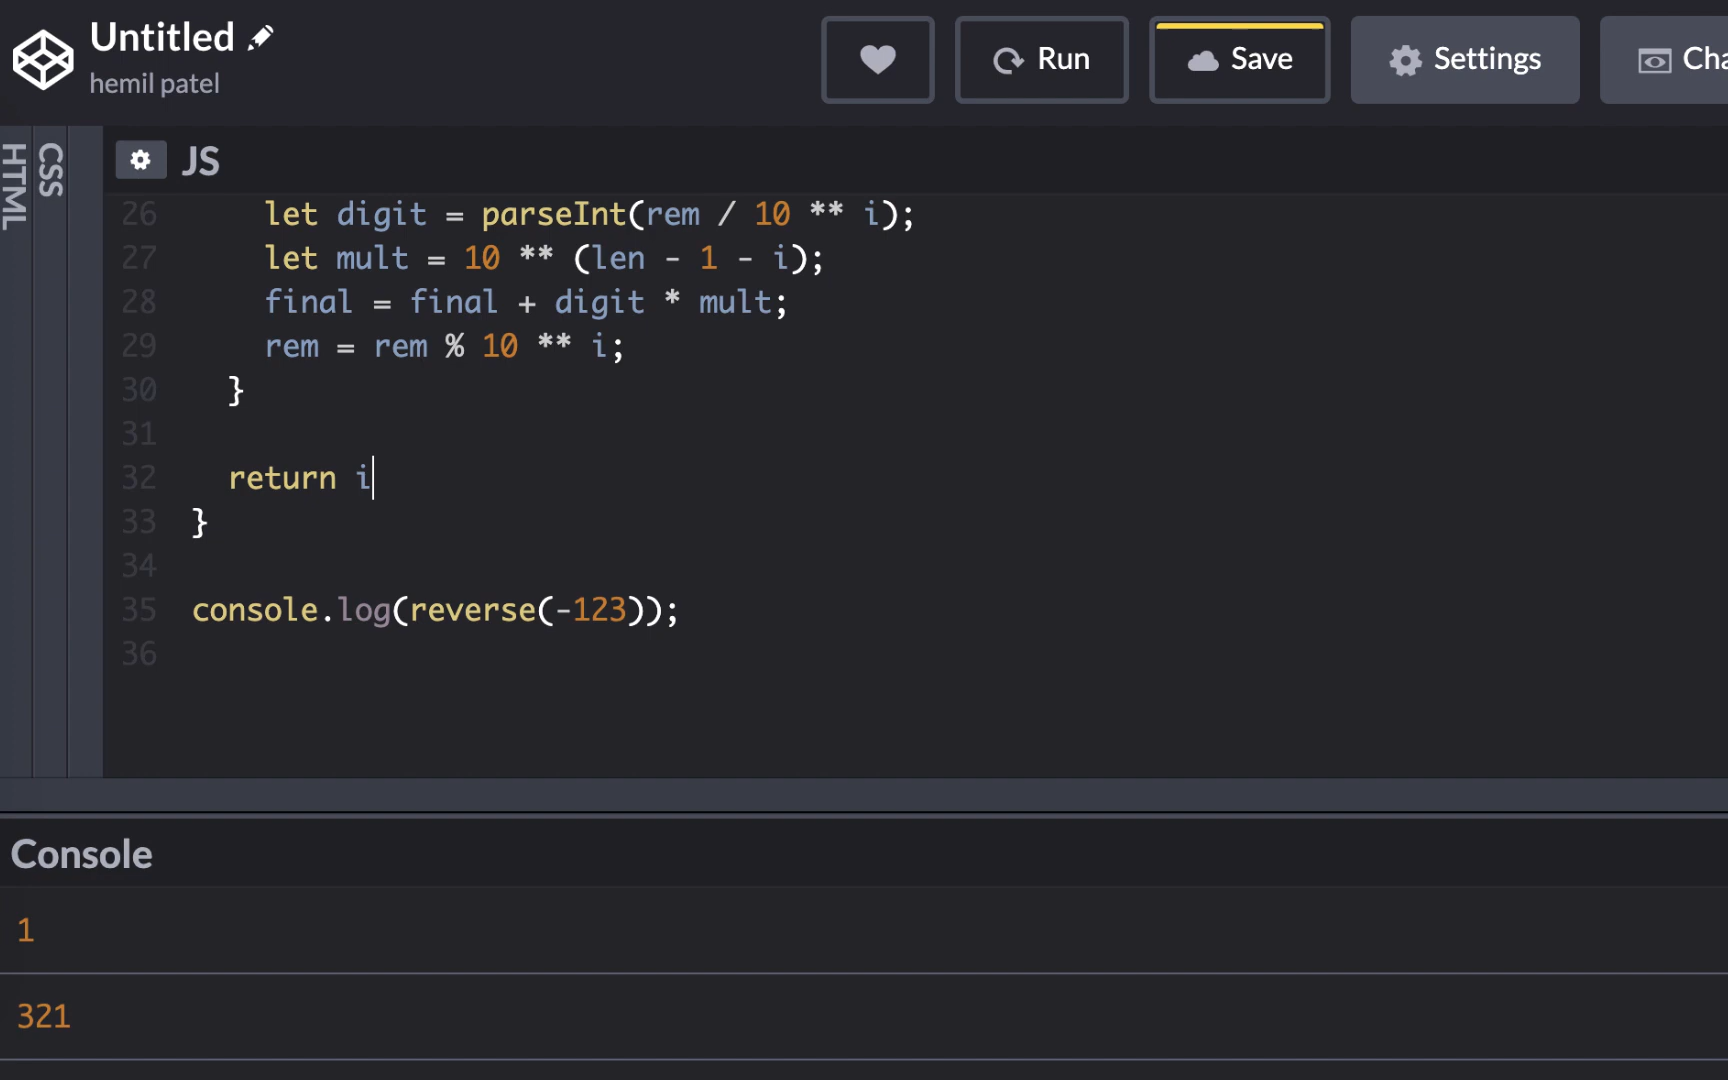 Untitled
hemil patel
Run
Save
Settings
Cha
HTML
CSS
JS
26 let digit = parseInt(rem / 10 ** i);
27 let mult = 10 ** (len - 1 - i);
28 final = final + digit * mult;
29 rem = rem % 10 ** i;
30 }
31
32 return i
33 }
34
35 console.log(reverse(-123));
36
Console
1
321